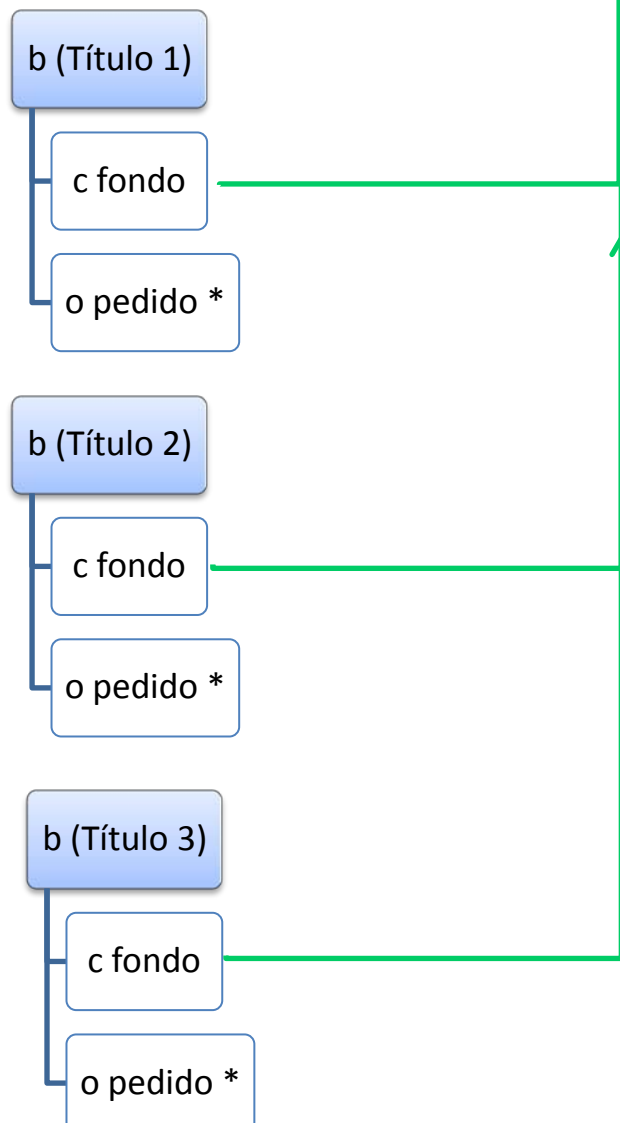 b (Título 1)
c fondo
o pedido *
b (Título 2)
c fondo
o pedido *
b (Título 3)
c fondo
o pedido *